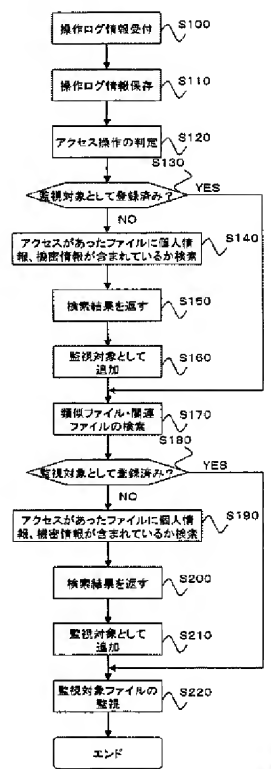 操作ログ情報受付
S100
操作ログ情報保存
S110
アクセス操作の判定
S120
S130
監視対象として登録済み?
YES
NO
アクセスがあったファイルに個人情
報、機密情報が含まれているか検索
S140
検索結果を返す
S150
監視対象として
追加
S160
類似ファイル・関連
ファイルの検索
S170
S180
監視対象として登録済み?
YES
NO
アクセスがあったファイルに個人情
報、機密情報が含まれているか検索
S190
検索結果を返す
S200
監視対象として
追加
S210
監視対象ファイルの
監視
S220
エンド